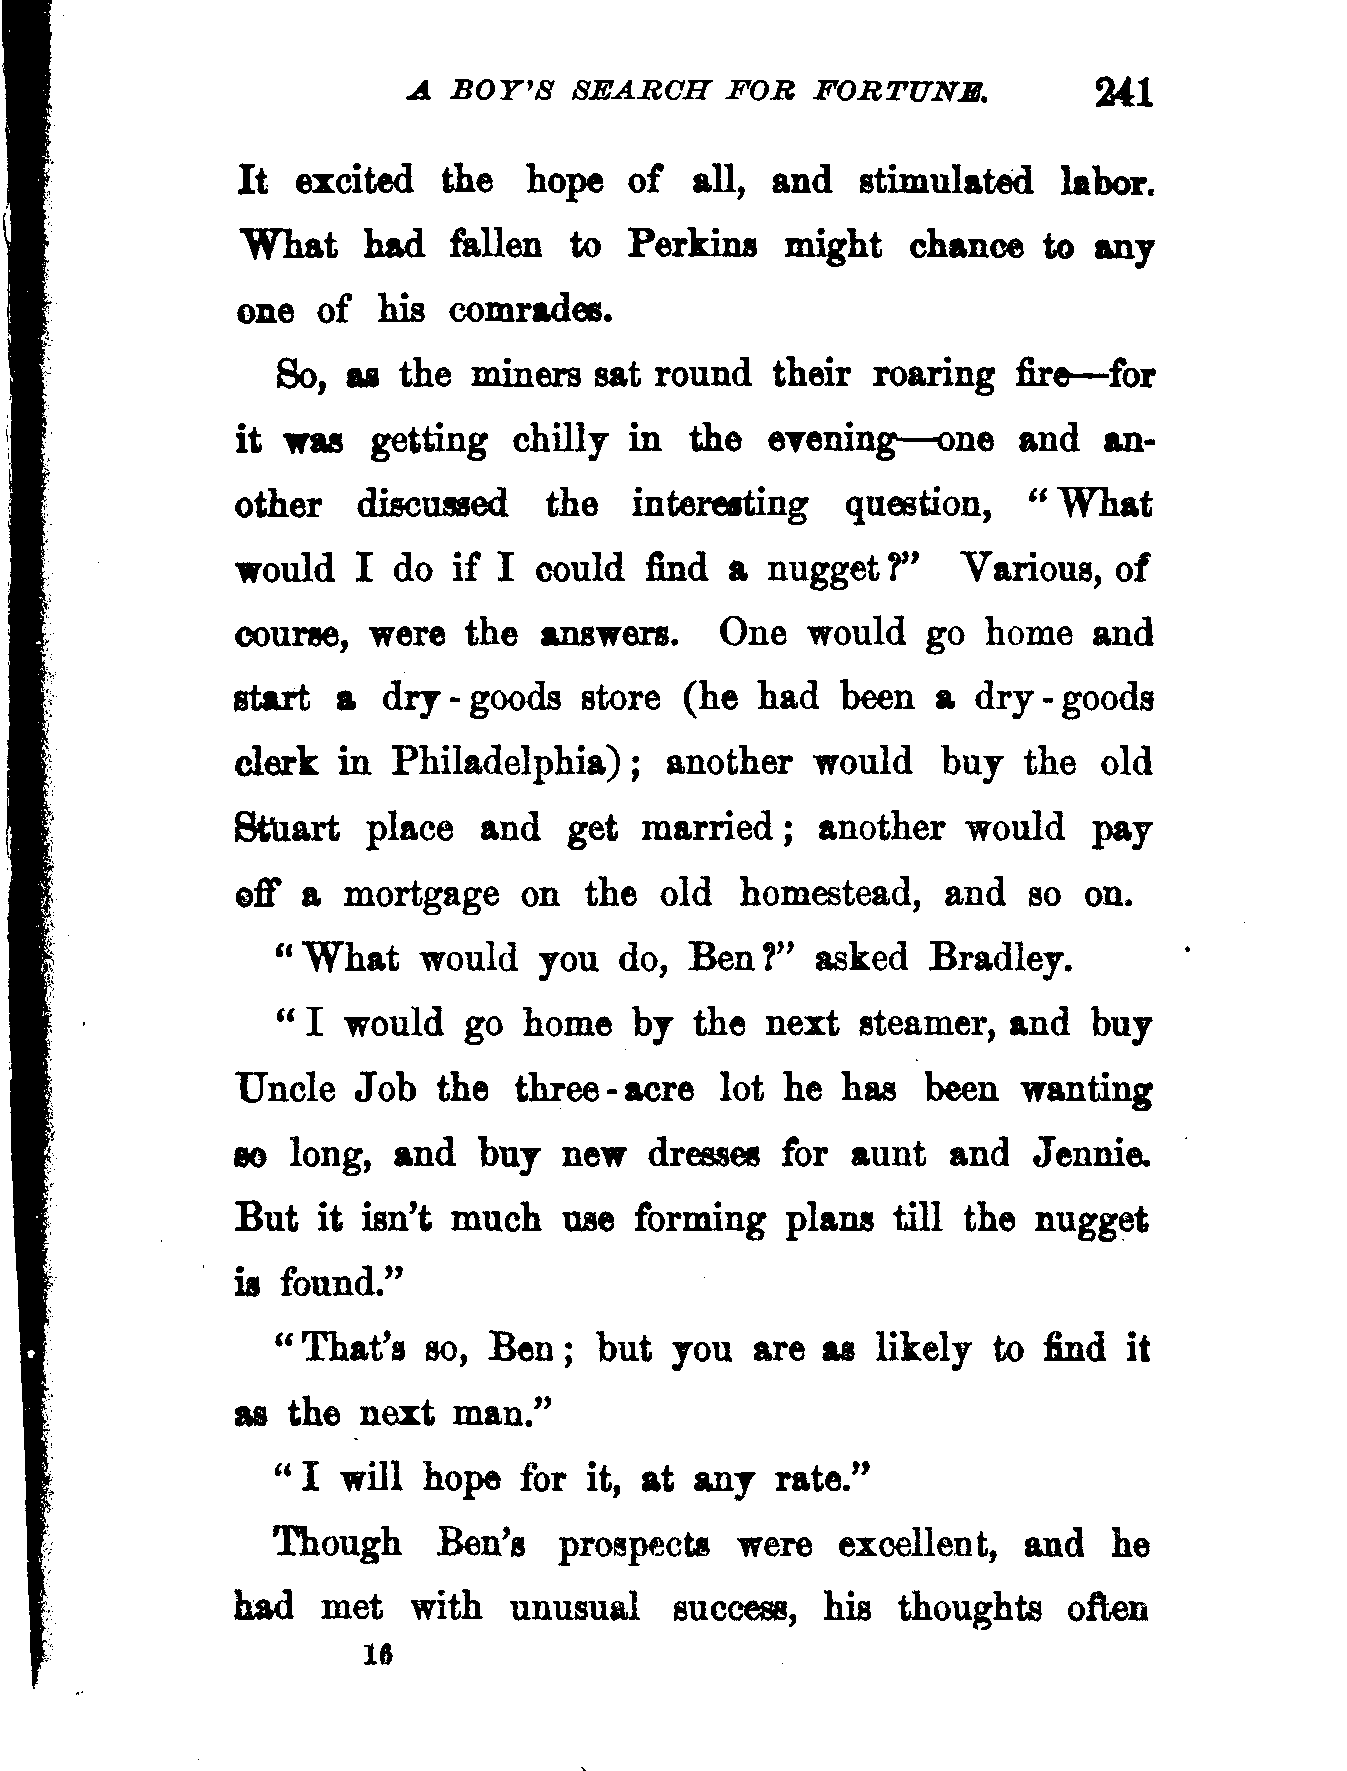 A BOY'S SEARCH FOR FORTUNE. 241
It excited the hope of all, and stimulated labor.
What had fallen to Perkins might chance to any
one of his comrades.
So, as the miners sat round their roaring fire—for
it was getting chilly in the evening—one and an-
other discussed the interesting question, "What
would I do if I could find a nugget?" Various, of
course, were the answers. One would go home and
start a dry-goods store (he had been a dry-goods
clerk in Philadelphia); another would buy the old
Stuart place and get married; another would pay
off a mortgage on the old homestead, and so on.
"What would you do, Ben?" asked Bradley.
"I would go home by the next steamer, and buy
Uncle Job the three-acre lot he has been wanting
so long, and buy new dresses for aunt and Jennie.
But it isn't much use forming plans till the nugget
is found."
"That's so, Ben; but you are as likely to find it
as the next man."
"I will hope for it, at any rate."
Though Ben's prospects were excellent, and he
had met with unusual success, his thoughts often
16